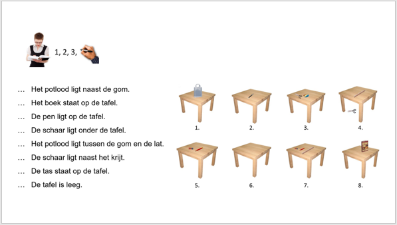 1, 2, 3,
... Het potlood ligt naast de gom.
... Het boek staat op de tafel.
... De pen ligt op de tafel.
... De schaar ligt onder de tafel.
... Het potlood ligt tussen de gom en de lat.
... De schaar ligt naast het krijt.
... De tas staat op de tafel.
... De tafel is leeg.
1. 2. 3. 4.
5. 6. 7. 8.